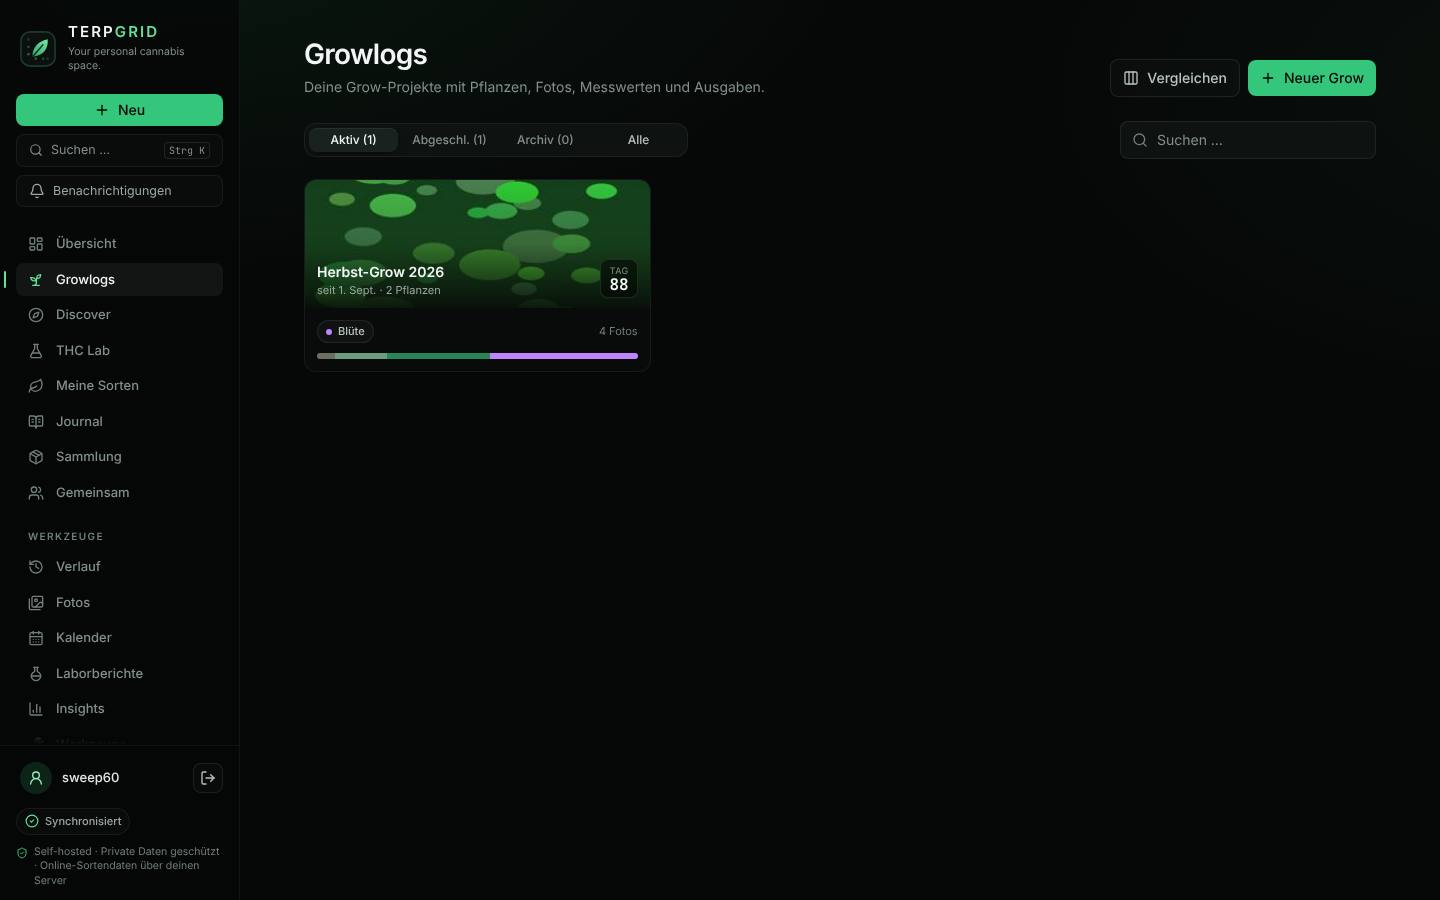 TERPGRID
Your personal cannabis
space.
Neu
Suchen ...
Strg K
Benachrichtigungen
Übersicht
Growlogs
Discover
THC Lab
Meine Sorten
Journal
Sammlung
Gemeinsam
WERKZEUGE
Verlauf
Fotos
Kalender
Laborberichte
Insights
sweep60
Synchronisiert
Self-hosted · Private Daten geschützt
· Online-Sortendaten über deinen
Server
Growlogs
Deine Grow-Projekte mit Pflanzen, Fotos, Messwerten und Ausgaben.
Vergleichen
Neuer Grow
Aktiv (1)
Abgeschl. (1)
Archiv (0)
Alle
Suchen ...
Herbst-Grow 2026
seit 1. Sept. · 2 Pflanzen
TAG
88
Blüte
4 Fotos